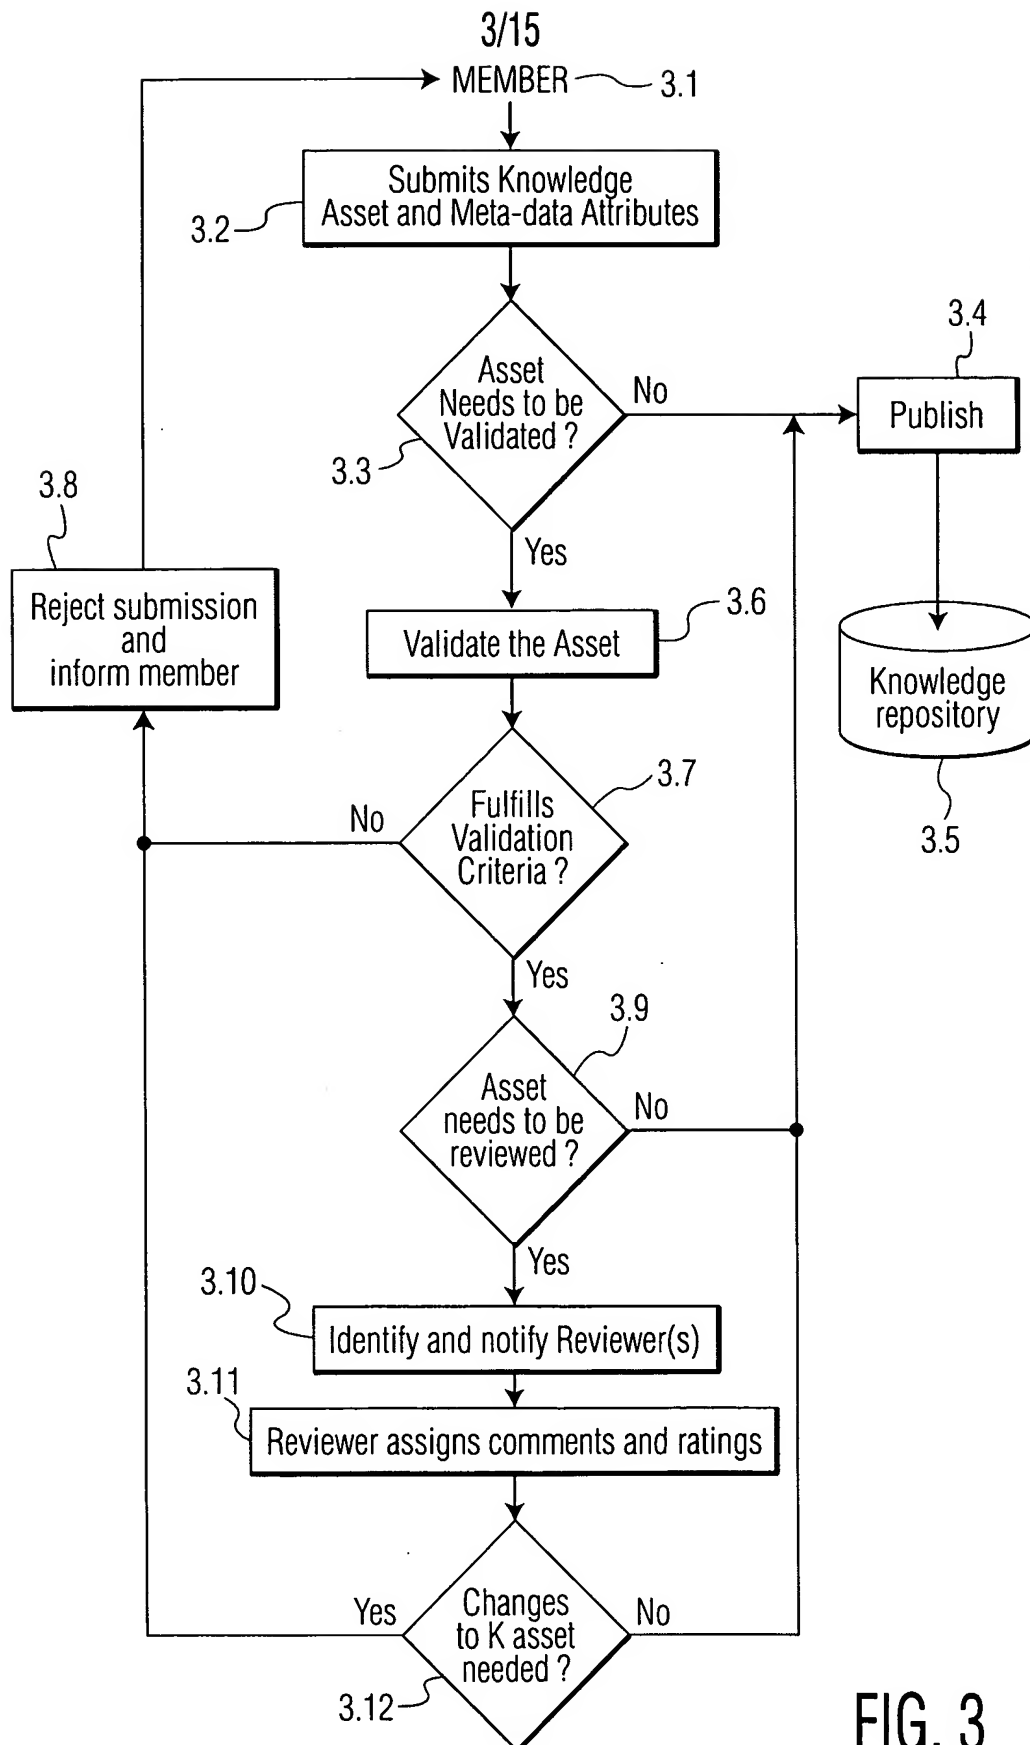 3/15
MEMBER
3.1
Submits Knowledge
Asset and Meta-data Attributes
3.2
Asset
Needs to be
Validated ?
3.3
No
3.4
Publish
Yes
3.8
Reject submission
and
inform member
Validate the Asset
3.6
Knowledge
repository
3.5
Fulfills
Validation
Criteria ?
3.7
No
Yes
3.9
Asset
needs to be
reviewed ?
No
Yes
3.10
Identify and notify Reviewer(s)
3.11
Reviewer assigns comments and ratings
Changes
to K asset
needed ?
Yes
No
3.12
FIG. 3